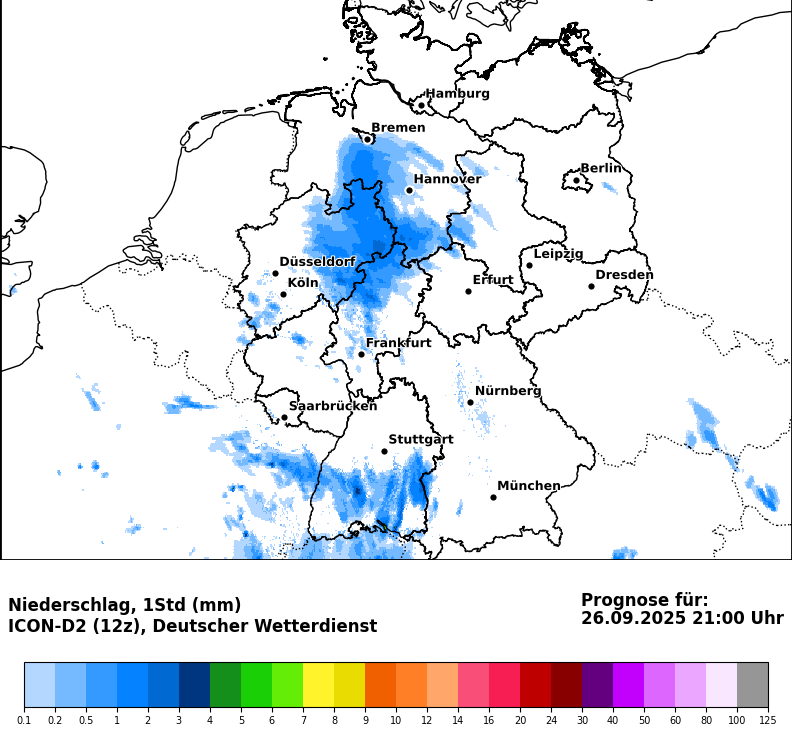 Hamburg
Bremen
Berlin
Hannover
Leipzig
Düsseldorf
Dresden
Köln
Erfurt
Frankfurt
Nürnberg
Saarbrücken
Stuttgart
München
Niederschlag, 1Std (mm)
ICON-D2 (12z), Deutscher Wetterdienst
Prognose für:
26.09.2025 21:00 Uhr
0.1 0.2 0.5 1 2 3 4 5 6 7 8 9 10 12 14 16 20 24 30 40 50 60 80 100 125